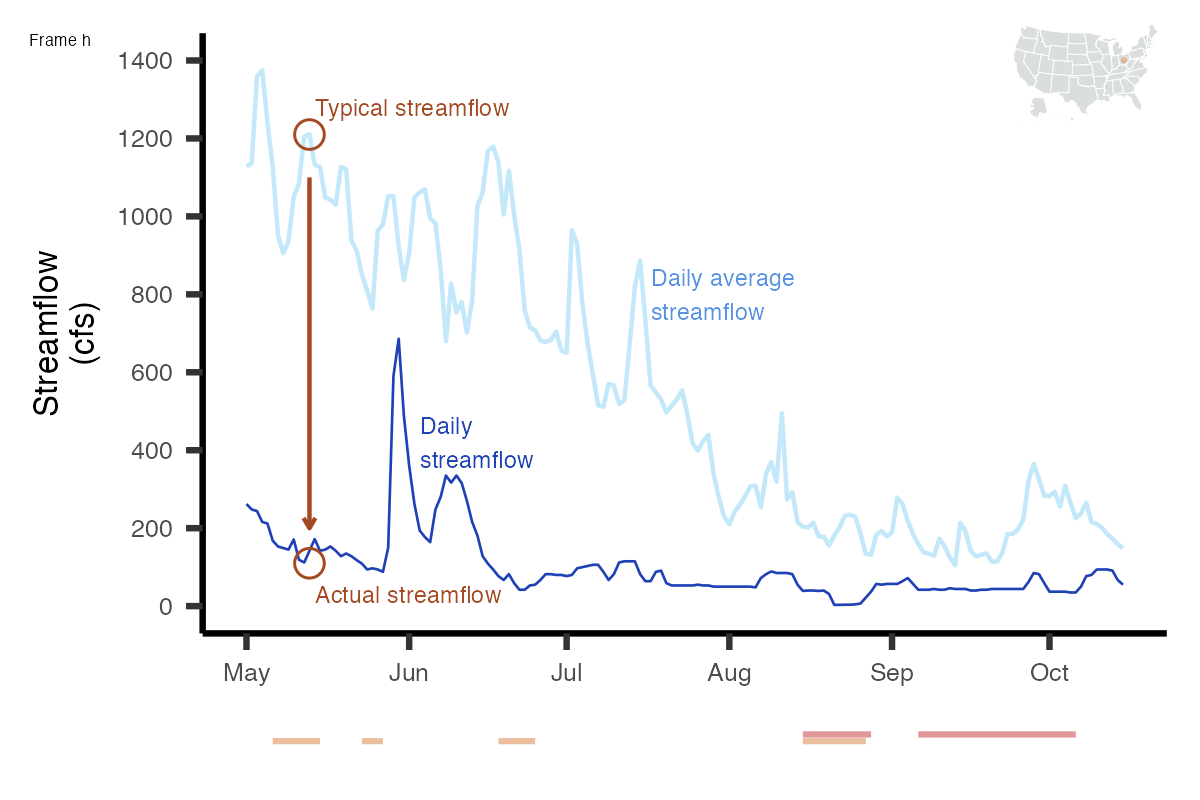 Frame h
1400
Typical streamflow
1200
1000
Daily average
streamflow
800
Streamflow
(cfs)
600
Daily
streamflow
400
200
Actual streamflow
0
May
Jun
Jul
Aug
Sep
Oct